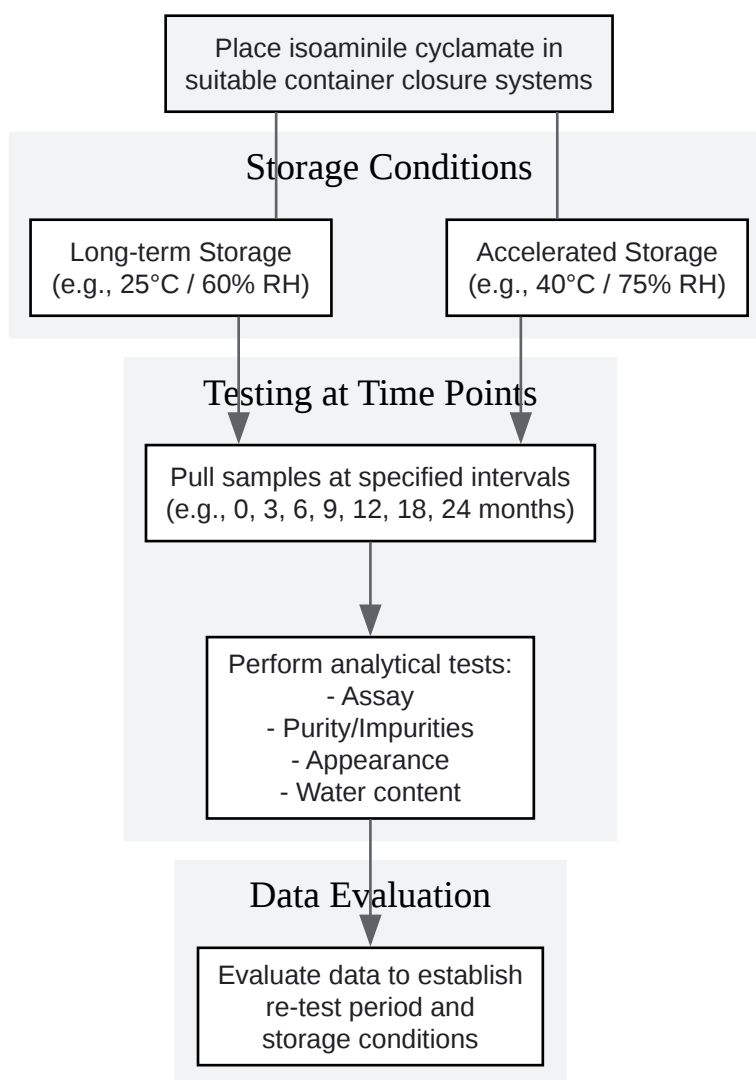 Place isoaminile cyclamate in
suitable container closure systems
Storage Conditions
Long-term Storage
(e.g., 25°C / 60% RH)
Accelerated Storage
(e.g., 40°C / 75% RH)
Testing at Time Points
Pull samples at specified intervals
(e.g., 0, 3, 6, 9, 12, 18, 24 months)
Perform analytical tests:
- Assay
- Purity/Impurities
- Appearance
- Water content
Data Evaluation
Evaluate data to establish
re-test period and
storage conditions